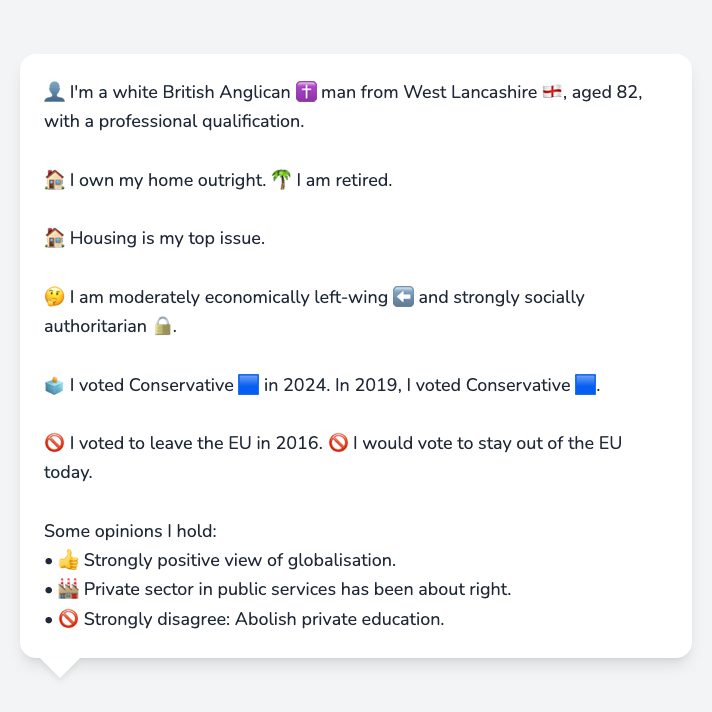 👤 I'm a white British Anglican ✝️ man from West Lancashire 🏴󠁧󠁢󠁥󠁮󠁧󠁿, aged 82,
with a professional qualification.
🏠 I own my home outright. 🌴 I am retired.
🏠 Housing is my top issue.
🤔 I am moderately economically left-wing ⬅️ and strongly socially
authoritarian 🔒.
🗳️ I voted Conservative 🟦 in 2024. In 2019, I voted Conservative 🟦.
🚫 I voted to leave the EU in 2016. 🚫 I would vote to stay out of the EU
today.
Some opinions I hold:
• 👍 Strongly positive view of globalisation.
• 🏭 Private sector in public services has been about right.
• 🚫 Strongly disagree: Abolish private education.